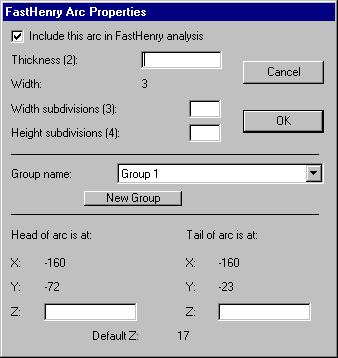 FastHenry Arc Properties
Include this arc in FastHenry analysis
Thickness (2):
Cancel
Width: 3
Width subdivisions (3):
OK
Height subdivisions (4):
Group name: Group 1
New Group
Head of arc is at: Tail of arc is at:
X: -160 X: -160
Y: -72 Y: -23
Z: Z:
Default Z: 17